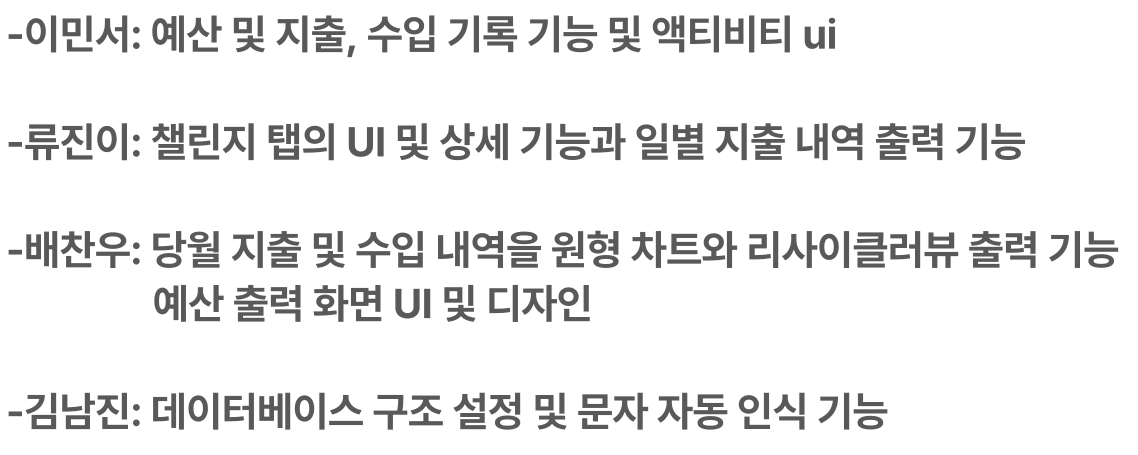 -이민서: 예산 및 지출, 수입 기록 기능 및 액티비티 ui
-류진이: 챌린지 탭의 UI 및 상세 기능과 일별 지출 내역 출력 기능
-배찬우: 당월 지출 및 수입 내역을 원형 차트와 리사이클러뷰 출력 기능
예산 출력 화면 UI 및 디자인
-김남진: 데이터베이스 구조 설정 및 문자 자동 인식 기능